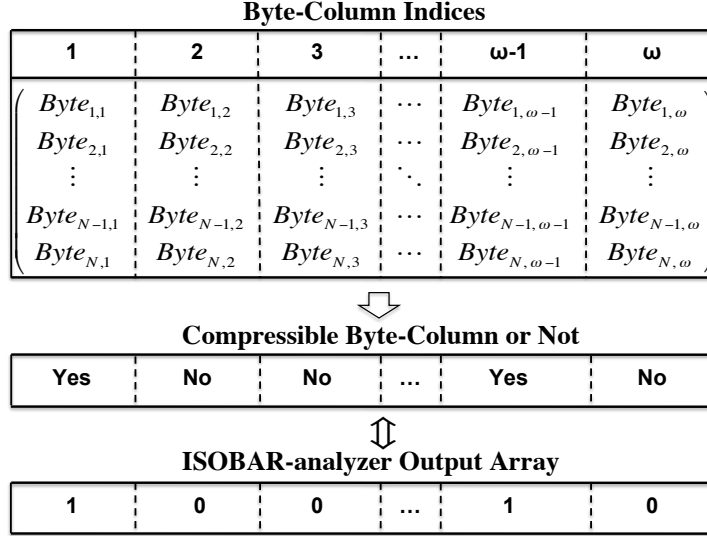 Byte-Column Indices
1 2 3 ... ω-1 ω
Byte1,1 Byte1,2 Byte1,3 ⋯ Byte1,ω−1 Byte1,ω
Byte2,1 Byte2,2 Byte2,3 ⋯ Byte2,ω−1 Byte2,ω
⋮ ⋮ ⋮ ⋱ ⋮ ⋮
ByteN−1,1 ByteN−1,2 ByteN−1,3 ⋯ ByteN−1,ω−1 ByteN−1,ω
ByteN,1 ByteN,2 ByteN,3 ⋯ ByteN,ω−1 ByteN,ω
Compressible Byte-Column or Not
Yes No No ... Yes No
ISOBAR-analyzer Output Array
1 0 0 ... 1 0